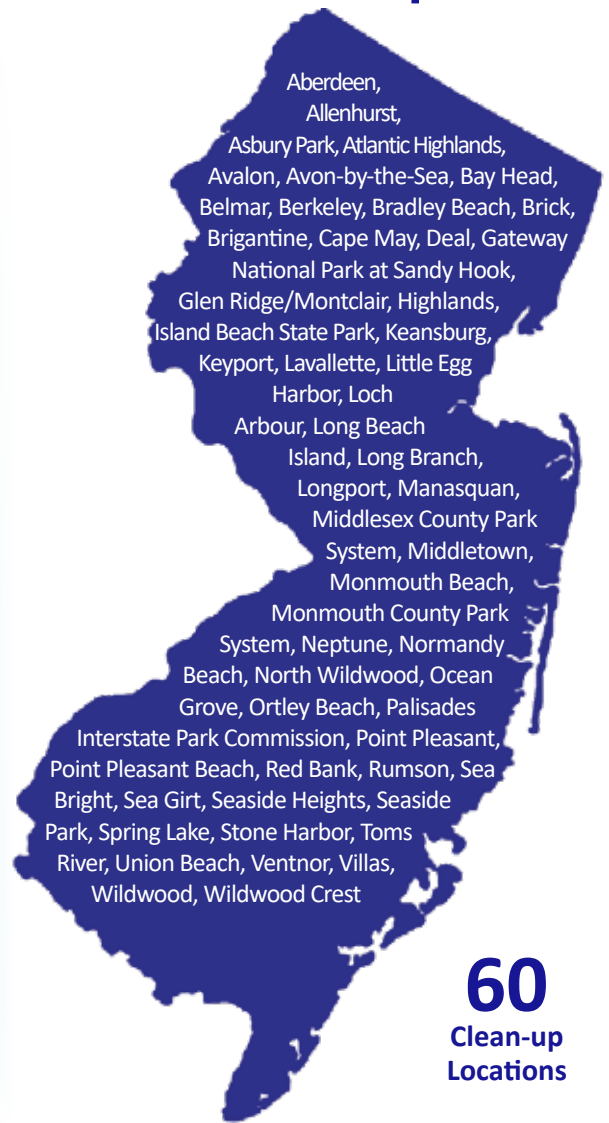 Aberdeen,
Allenhurst,
Asbury Park, Atlantic Highlands,
Avalon, Avon-by-the-Sea, Bay Head,
Belmar, Berkeley, Bradley Beach, Brick,
Brigantine, Cape May, Deal, Gateway
National Park at Sandy Hook,
Glen Ridge/Montclair, Highlands,
Island Beach State Park, Keansburg,
Keyport, Lavallette, Little Egg
Harbor, Loch
Arbour, Long Beach
Island, Long Branch,
Longport, Manasquan,
Middlesex County Park
System, Middletown,
Monmouth Beach,
Monmouth County Park
System, Neptune, Normandy
Beach, North Wildwood, Ocean
Grove, Ortley Beach, Palisades
Interstate Park Commission, Point Pleasant,
Point Pleasant Beach, Red Bank, Rumson, Sea
Bright, Sea Girt, Seaside Heights, Seaside
Park, Spring Lake, Stone Harbor, Toms
River, Union Beach, Ventnor, Villas,
Wildwood, Wildwood Crest
60
Clean-up
Locations